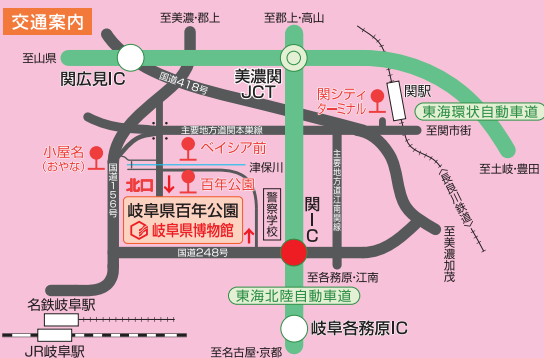 交通案内
至美濃・郡上
至郡上・高山
至山県
関広見IC
国道418号
美濃関
JCT
関シティ
ターミナル
関駅
東海環状自動車道
主要地方道関本巣線
至関市街
小屋名
(おやな)
ベイシア前
津保川
至土岐・豊田
国道156号
北口
百年公園
警察学校
関IC
主要地方道江南関線
〈長良川鉄道〉
岐阜県百年公園
岐阜県博物館
国道248号
至美濃加茂
至各務原・江南
東海北陸自動車道
名鉄岐阜駅
岐阜各務原IC
JR岐阜駅
至名古屋・京都